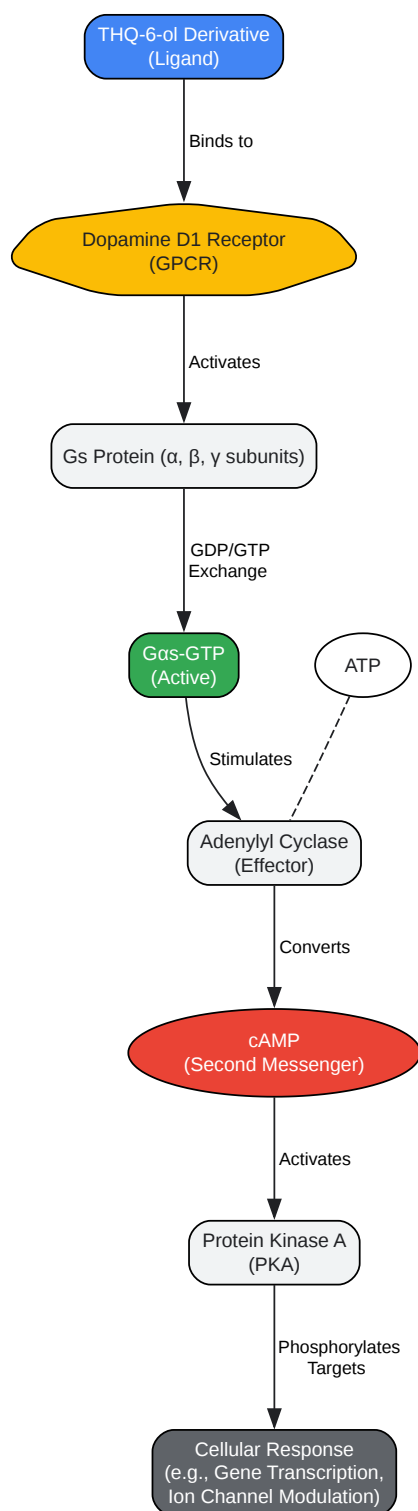 THQ-6-ol Derivative
(Ligand)
Binds to
Dopamine D1 Receptor
(GPCR)
Activates
Gs Protein (α, β, γ subunits)
GDP/GTP
Exchange
Gαs-GTP
(Active)
ATP
Stimulates
Adenylyl Cyclase
(Effector)
Converts
cAMP
(Second Messenger)
Activates
Protein Kinase A
(PKA)
Phosphorylates
Targets
Cellular Response
(e.g., Gene Transcription,
Ion Channel Modulation)